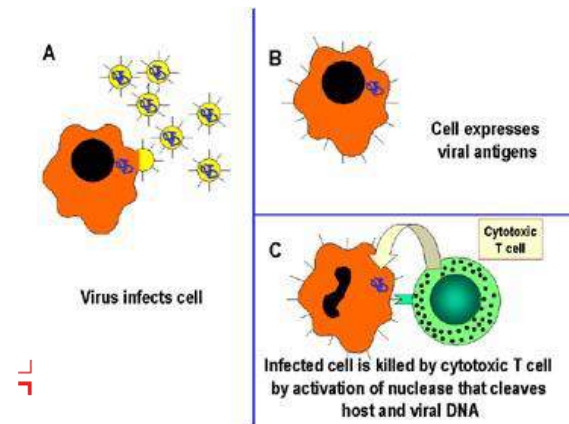 A
Virus infects cell
B
Cell expresses
viral antigens
C
Cytotoxic
T cell
Infected cell is killed by cytotoxic T cell
by activation of nuclease that cleaves
host and viral DNA